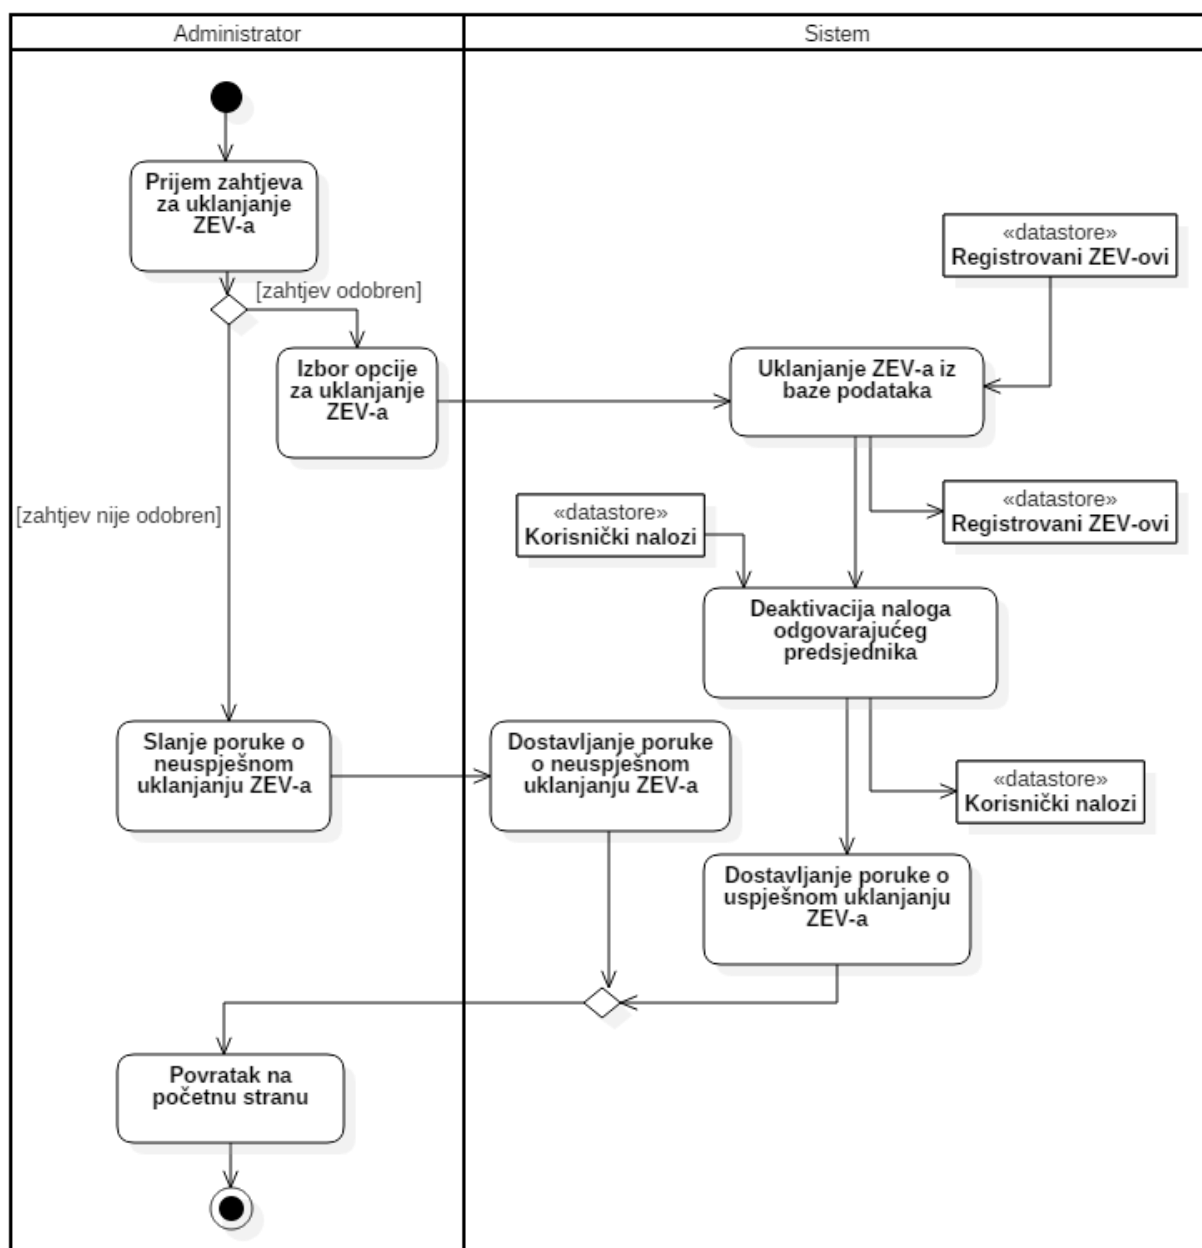 Administrator
Sistem
Prijem zahtjeva
za uklanjanje
ZEV-a
«datastore»
Registrovani ZEV-ovi
[zahtjev odobren]
Izbor opcije
za uklanjanje
ZEV-a
Uklanjanje ZEV-a iz
baze podataka
[zahtjev nije odobren]
«datastore»
Korisnički nalozi
«datastore»
Registrovani ZEV-ovi
Deaktivacija naloga
odgovarajućeg
predsjednika
Slanje poruke o
neuspješnom
uklanjanju ZEV-a
Dostavljanje poruke
o neuspješnom
uklanjanju ZEV-a
«datastore»
Korisnički nalozi
Dostavljanje poruke o
uspješnom uklanjanju
ZEV-a
Povratak na
početnu stranu